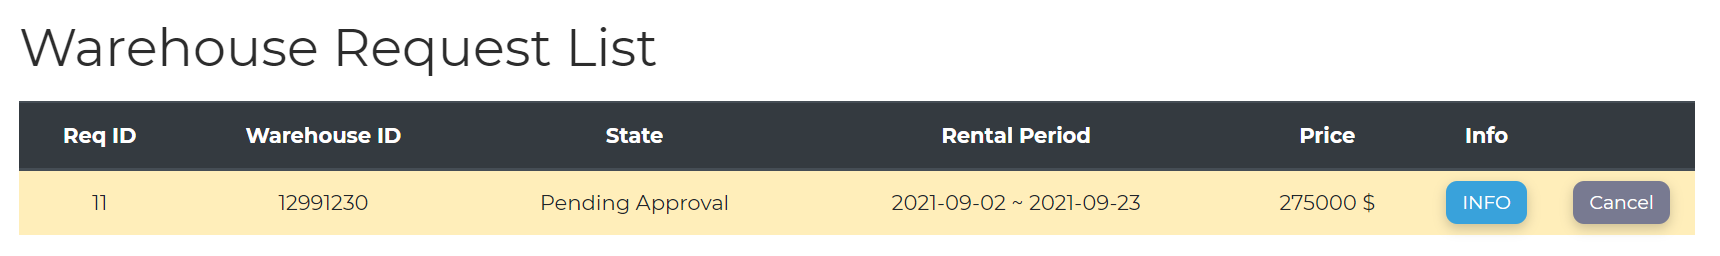 Warehouse Request List
Req ID Warehouse ID State Rental Period Price Info
11 12991230 Pending Approval 2021-09-02 ~ 2021-09-23 275000 $ INFO Cancel